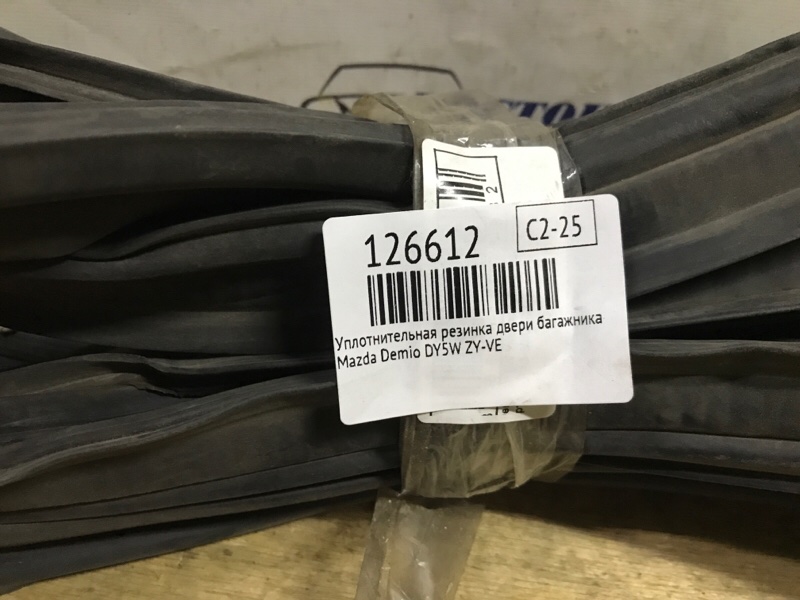 126612
C2-25
Уплотнительная резинка двери багажника
Mazda Demio DY5W ZY-VE